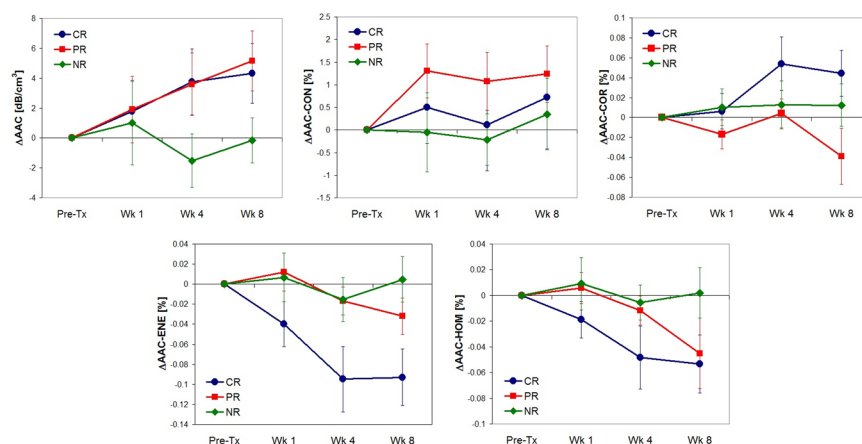 ΔAAC [dB/cm³]
8
6
4
2
0
-2
-4
CR
PR
NR
Pre-Tx Wk 1 Wk 4 Wk 8
ΔAAC-CON [%]
2.5
2
1.5
1
0.5
0
-0.5
-1
-1.5
CR
PR
NR
Pre-Tx Wk 1 Wk 4 Wk 8
ΔAAC-COR [%]
0.1
0.08
0.06
0.04
0.02
0
-0.02
-0.04
-0.06
-0.08
CR
PR
NR
Pre-Tx Wk 1 Wk 4 Wk 8
ΔAAC-ENE [%]
0.04
0.02
0
-0.02
-0.04
-0.06
-0.08
-0.1
-0.12
-0.14
CR
PR
NR
Pre-Tx Wk 1 Wk 4 Wk 8
ΔAAC-HOM [%]
0.04
0.02
0
-0.02
-0.04
-0.06
-0.08
-0.1
CR
PR
NR
Pre-Tx Wk 1 Wk 4 Wk 8